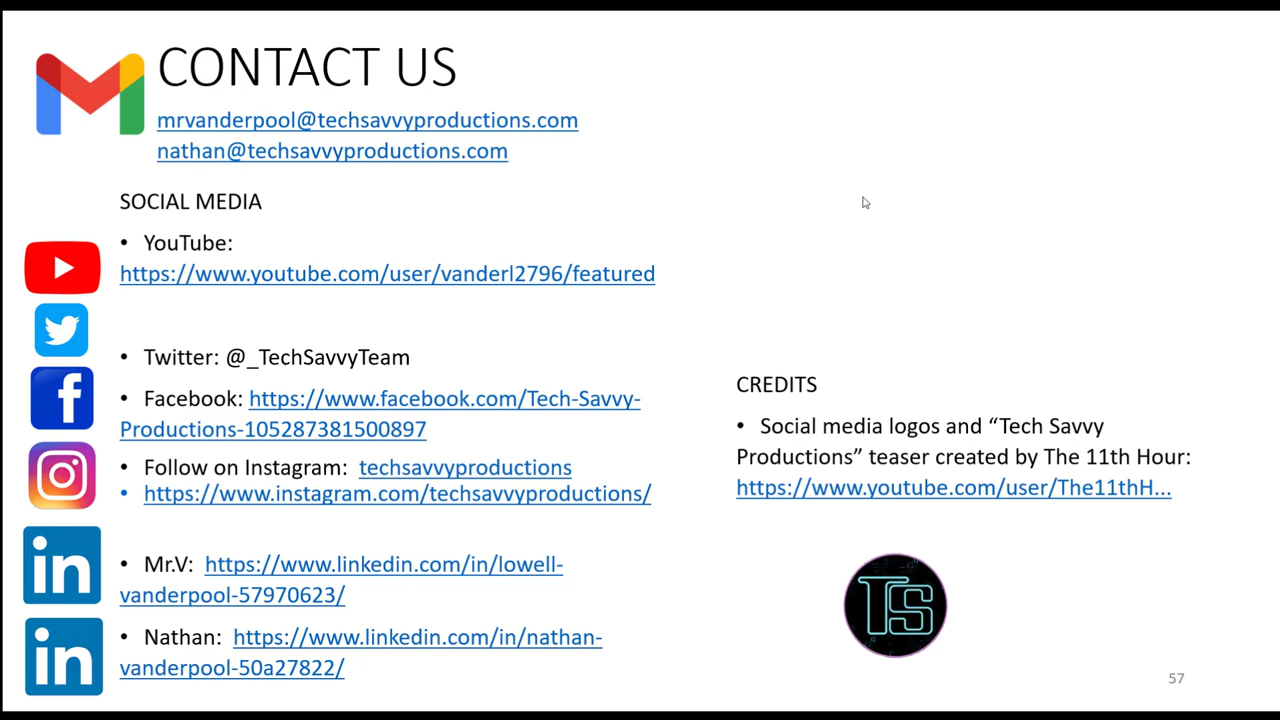 CONTACT US
mrvanderpool@techsavvyproductions.com
nathan@techsavvyproductions.com
SOCIAL MEDIA
• YouTube:
https://www.youtube.com/user/vanderl2796/featured
• Twitter: @_TechSavvyTeam
• Facebook: https://www.facebook.com/Tech-Savvy-
Productions-105287381500897
• Follow on Instagram: techsavvyproductions
• https://www.instagram.com/techsavvyproductions/
• Mr.V: https://www.linkedin.com/in/lowell-
vanderpool-57970623/
• Nathan: https://www.linkedin.com/in/nathan-
vanderpool-50a27822/
CREDITS
• Social media logos and “Tech Savvy
Productions” teaser created by The 11th Hour:
https://www.youtube.com/user/The11thH...
in
in
TS
57